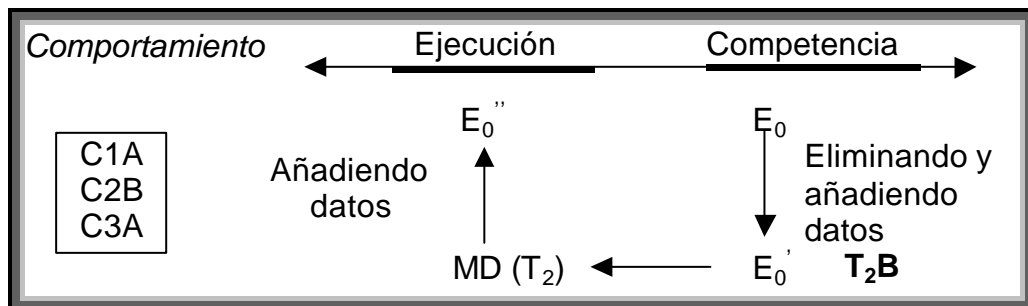 Comportamiento
Ejecución
Competencia
C1A
C2B
C3A
Añadiendo
datos
E₀’’
MD (T₂)
E₀
Eliminando y
añadiendo
datos
E₀’
T₂B